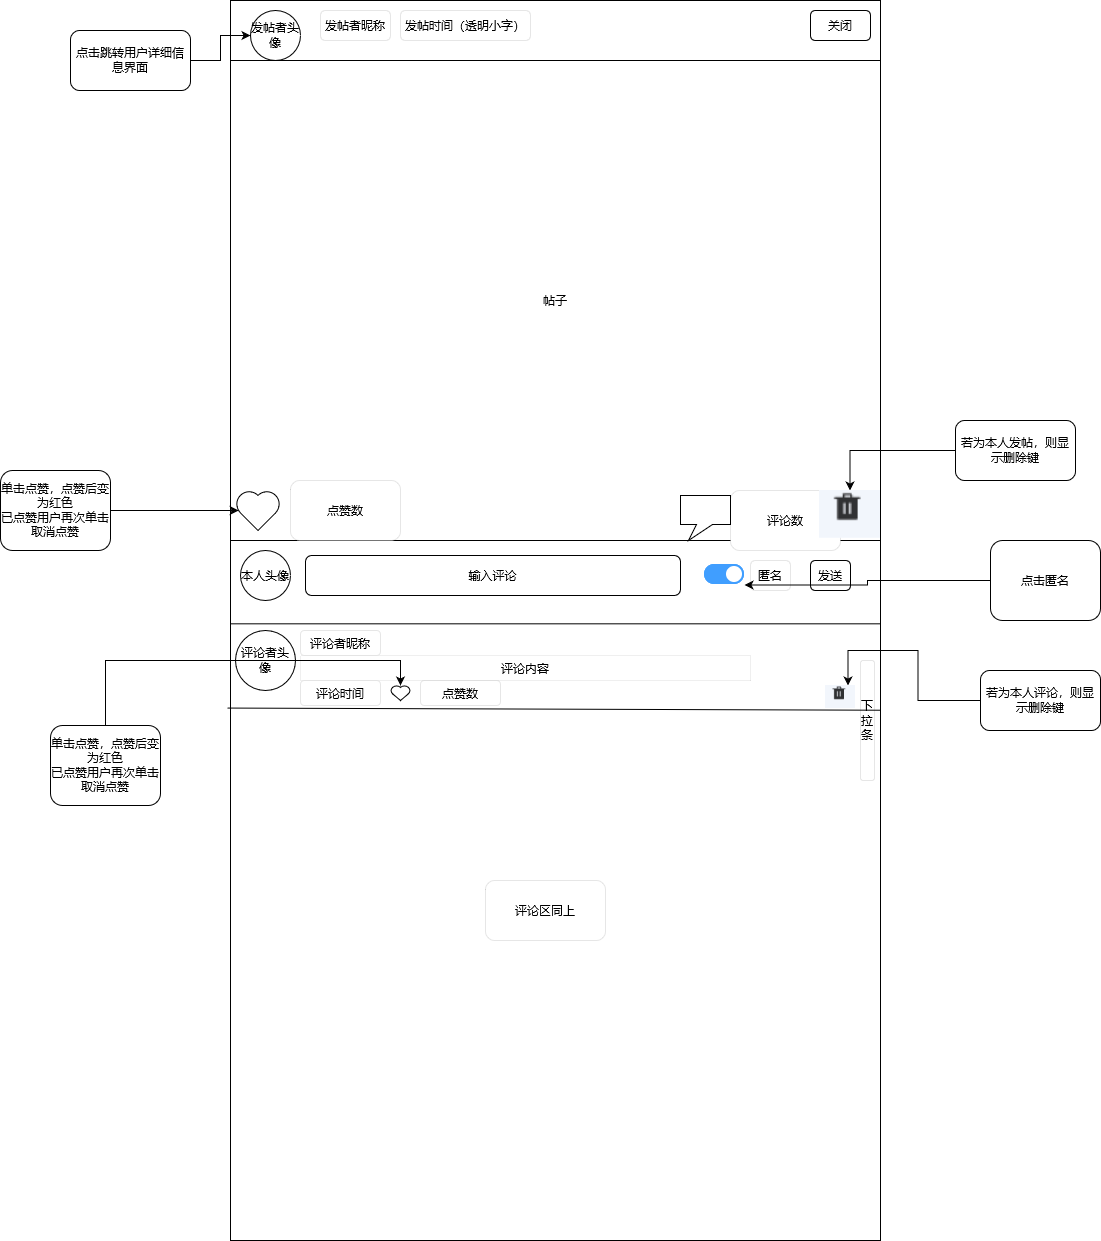 发帖者头
像
发帖者昵称
发帖时间（透明小字）
关闭
点击跳转用户详细信
息界面
帖子
若为本人发帖，则显
示删除键
单击点赞，点赞后变
为红色
已点赞用户再次单击
取消点赞
点赞数
评论数
本人头像
输入评论
匿名
发送
点击匿名
评论者头
像
评论者昵称
评论内容
评论时间
点赞数
下
拉
条
若为本人评论，则显
示删除键
单击点赞，点赞后变
为红色
已点赞用户再次单击
取消点赞
评论区同上